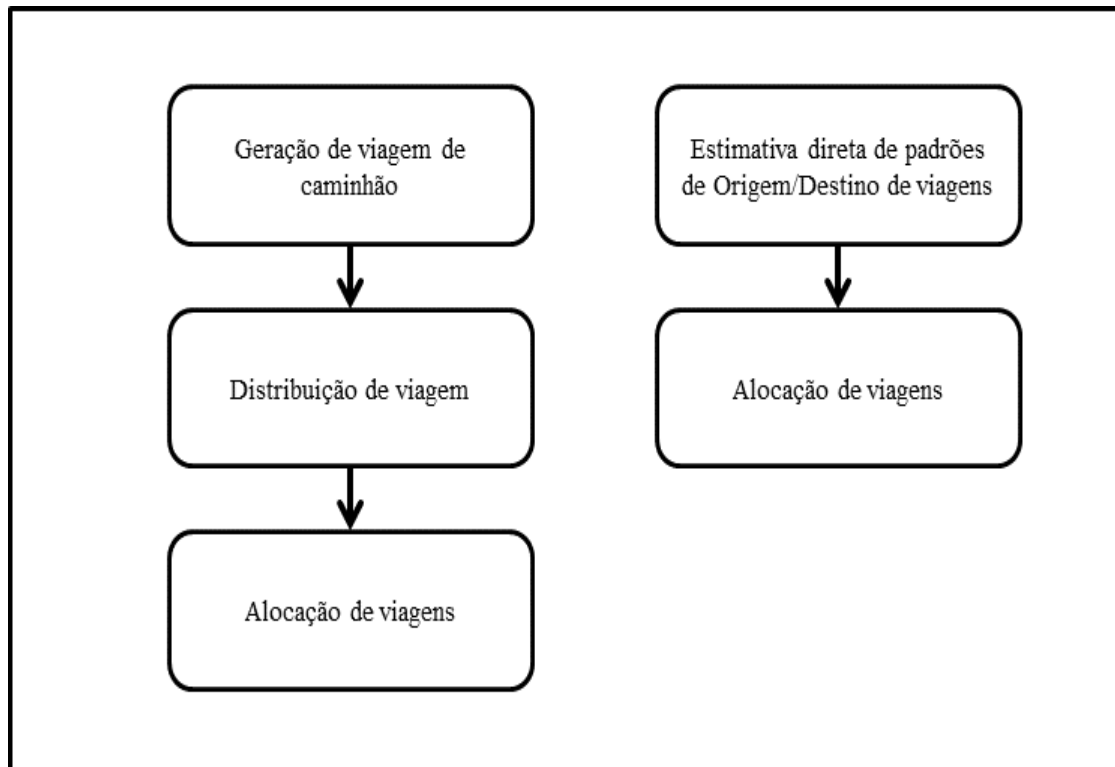 Geração de viagem de
caminhão
Distribuição de viagem
Alocação de viagens
Estimativa direta de padrões
de Origem/Destino de viagens
Alocação de viagens